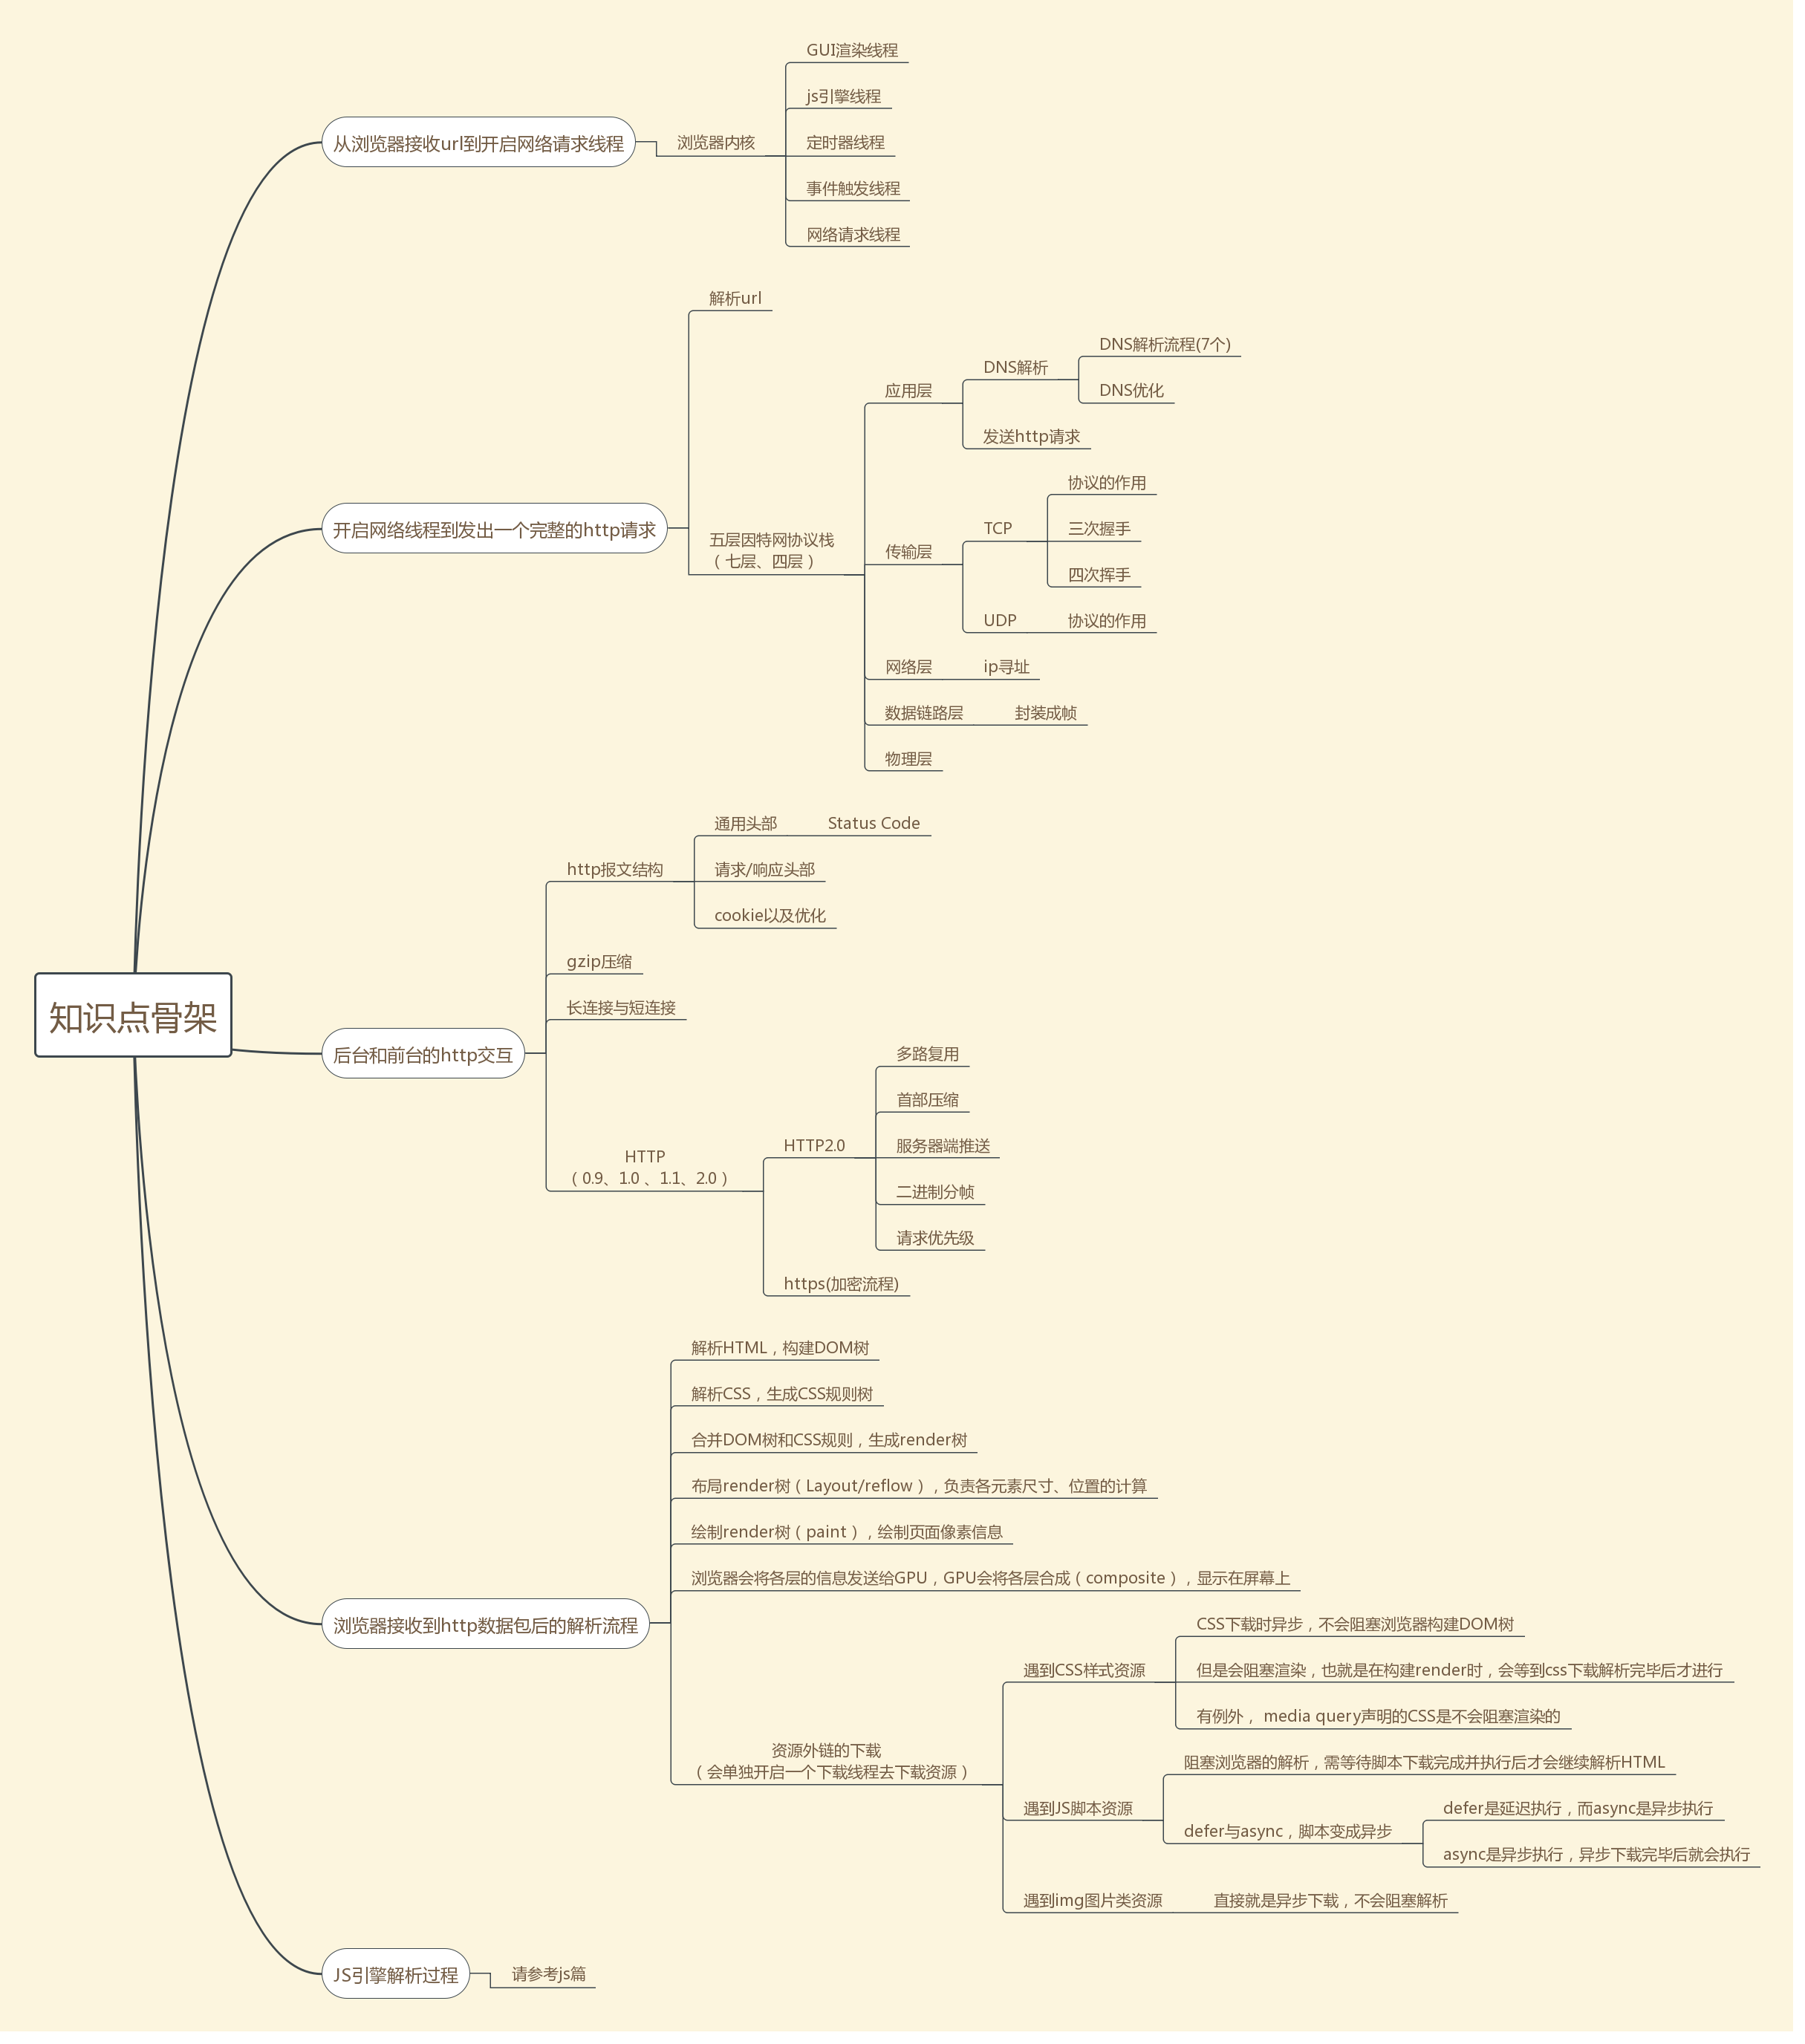 知识点骨架
从浏览器接收url到开启网络请求线程
浏览器内核
GUI渲染线程
js引擎线程
定时器线程
事件触发线程
网络请求线程
开启网络线程到发出一个完整的http请求
解析url
五层因特网协议栈
（七层、四层）
应用层
DNS解析
DNS解析流程(7个)
DNS优化
发送http请求
传输层
TCP
协议的作用
三次握手
四次挥手
UDP
协议的作用
网络层
ip寻址
数据链路层
封装成帧
物理层
后台和前台的http交互
http报文结构
通用头部
Status Code
请求/响应头部
cookie以及优化
gzip压缩
长连接与短连接
HTTP
（0.9、1.0 、1.1、2.0）
HTTP2.0
多路复用
首部压缩
服务器端推送
二进制分帧
请求优先级
https(加密流程)
浏览器接收到http数据包后的解析流程
解析HTML，构建DOM树
解析CSS，生成CSS规则树
合并DOM树和CSS规则，生成render树
布局render树（Layout/reflow），负责各元素尺寸、位置的计算
绘制render树（paint），绘制页面像素信息
浏览器会将各层的信息发送给GPU，GPU会将各层合成（composite），显示在屏幕上
资源外链的下载
（会单独开启一个下载线程去下载资源）
遇到CSS样式资源
CSS下载时异步，不会阻塞浏览器构建DOM树
但是会阻塞渲染，也就是在构建render时，会等到css下载解析完毕后才进行
有例外， media query声明的CSS是不会阻塞渲染的
遇到JS脚本资源
阻塞浏览器的解析，需等待脚本下载完成并执行后才会继续解析HTML
defer与async，脚本变成异步
defer是延迟执行，而async是异步执行
async是异步执行，异步下载完毕后就会执行
遇到img图片类资源
直接就是异步下载，不会阻塞解析
JS引擎解析过程
请参考js篇